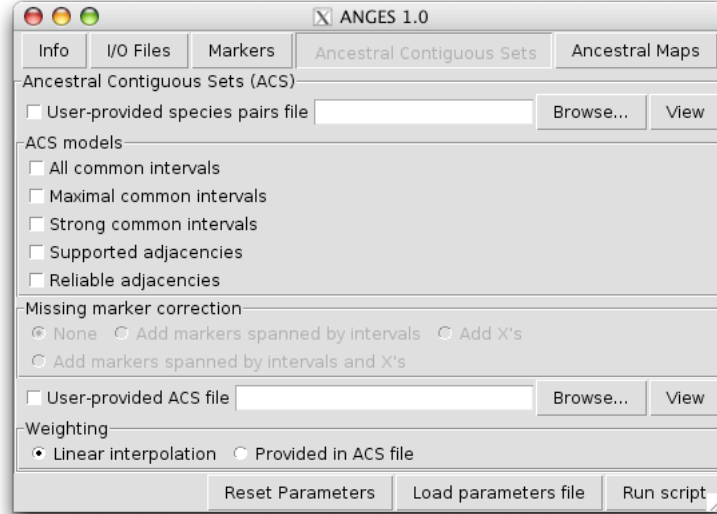 ANGES 1.0
Info I/O Files Markers Ancestral Contiguous Sets Ancestral Maps
Ancestral Contiguous Sets (ACS)
User-provided species pairs file Browse... View
ACS models
All common intervals
Maximal common intervals
Strong common intervals
Supported adjacencies
Reliable adjacencies
Missing marker correction
None Add markers spanned by intervals Add X's
Add markers spanned by intervals and X's
User-provided ACS file Browse... View
Weighting
Linear interpolation Provided in ACS file
Reset Parameters Load parameters file Run script